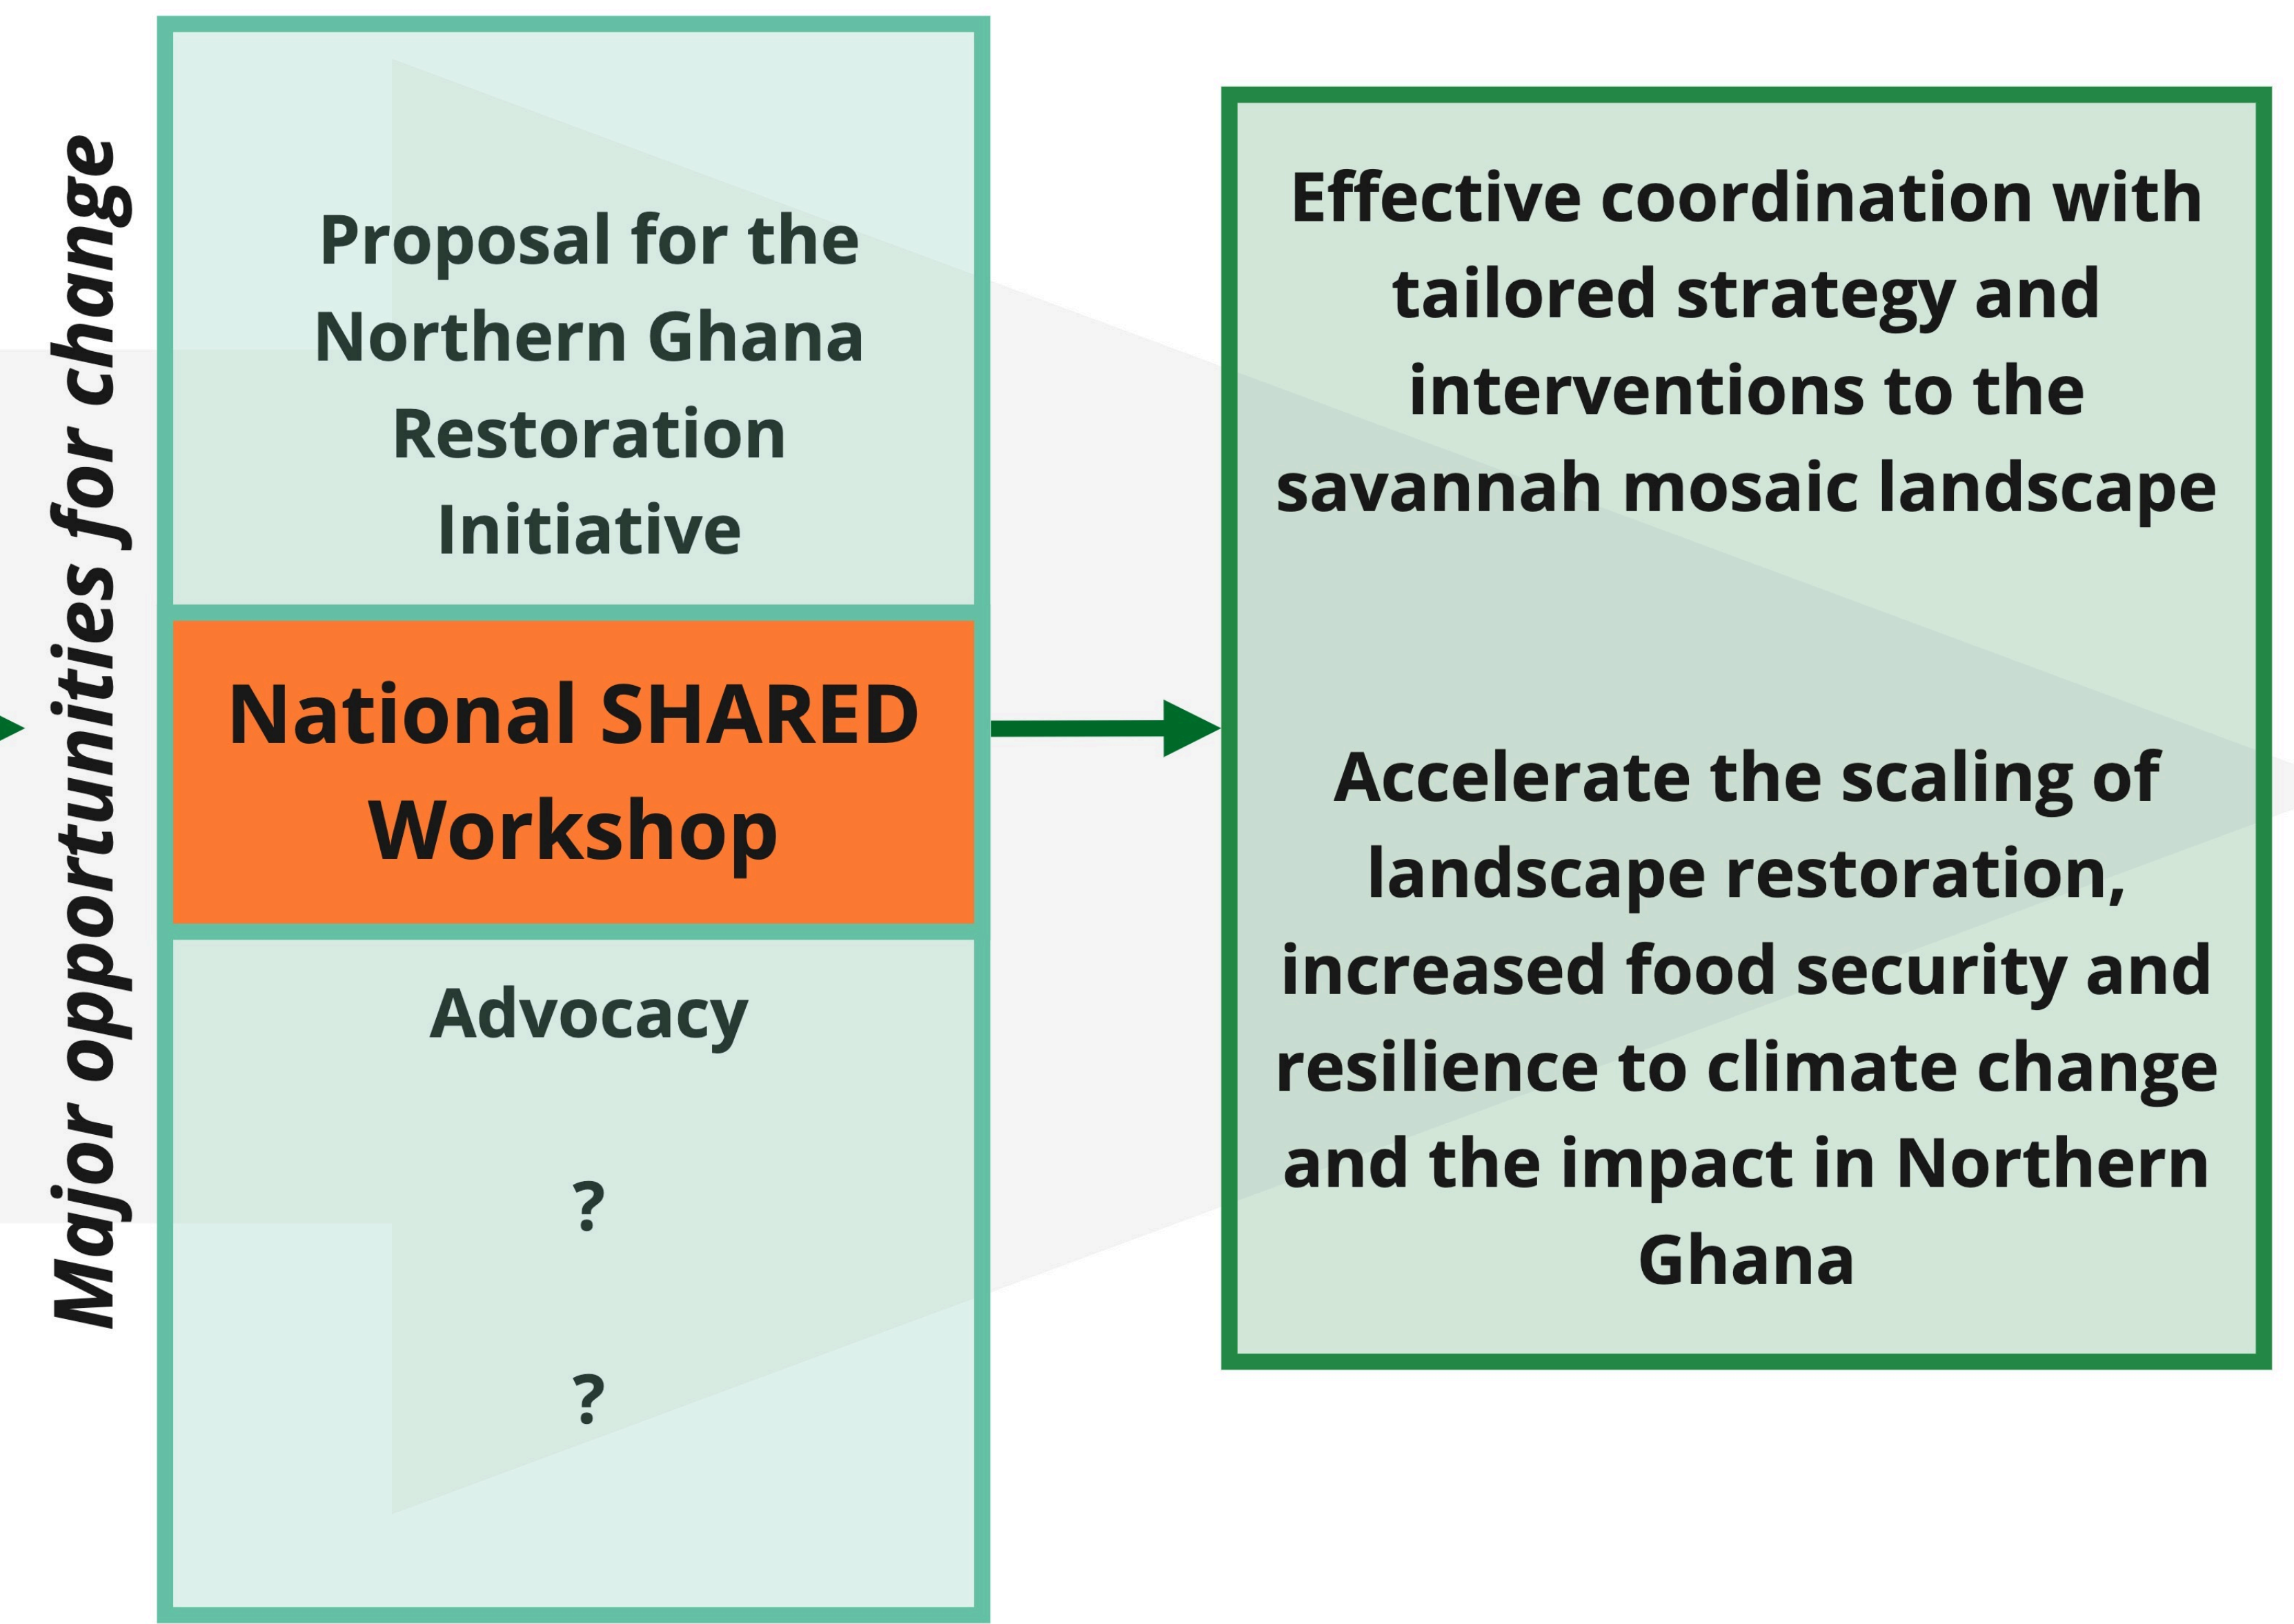 Major opportunities for change
Proposal for the
Northern Ghana
Restoration
Initiative
National SHARED
Workshop
Advocacy
?
?
Effective coordination with
tailored strategy and
interventions to the
savannah mosaic landscape
Accelerate the scaling of
landscape restoration,
increased food security and
resilience to climate change
and the impact in Northern
Ghana